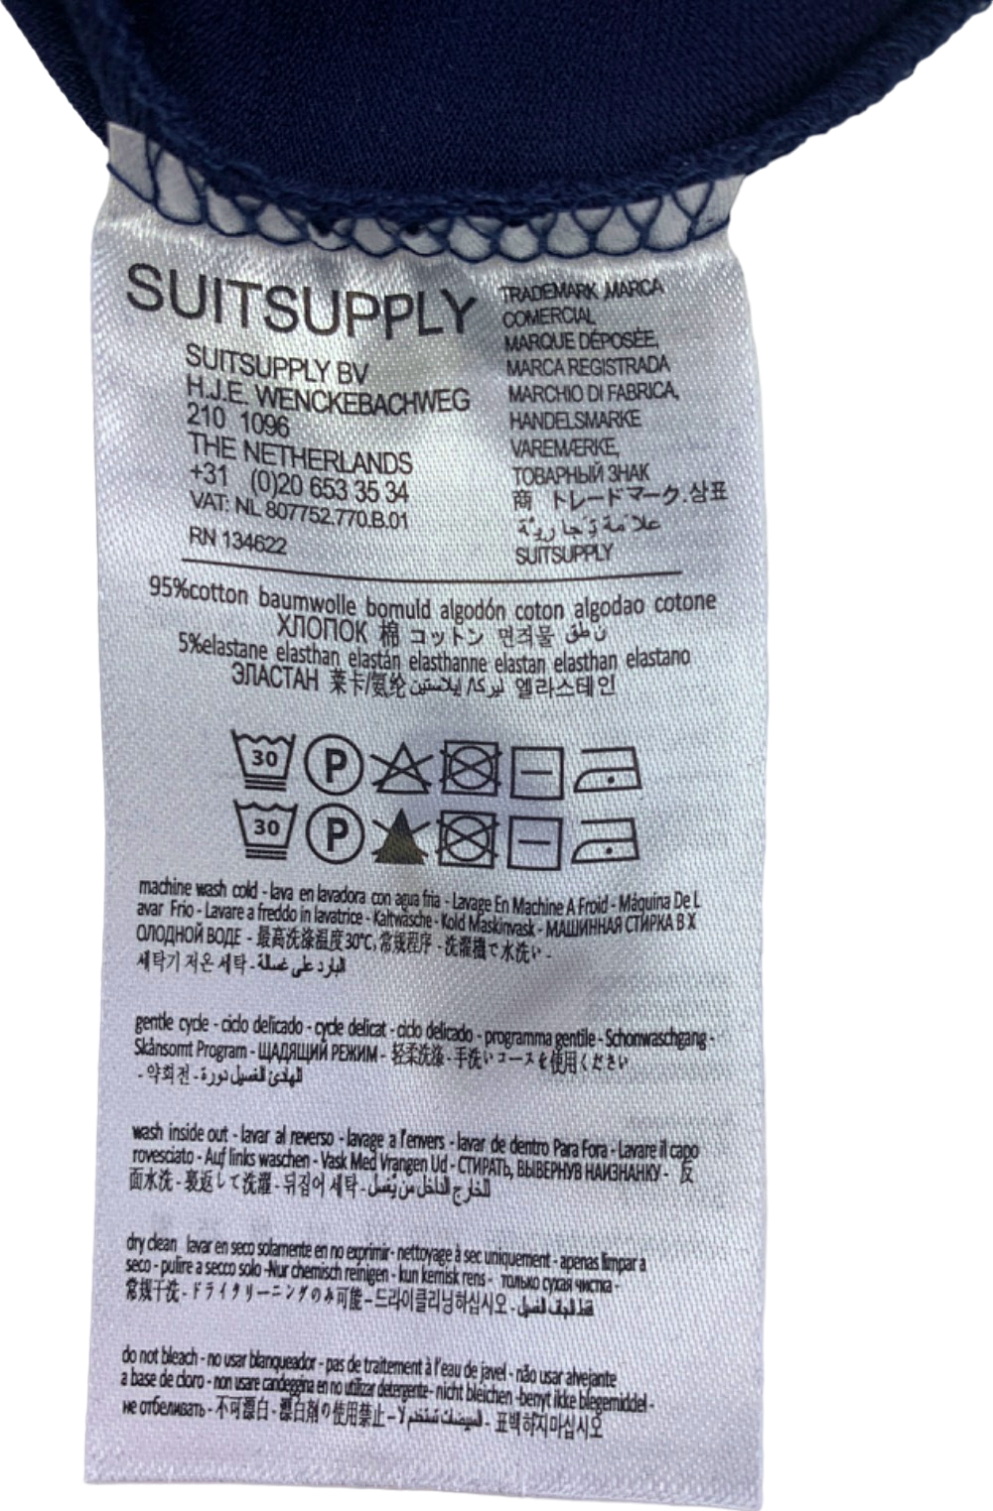 SUITSUPPLY
SUITSUPPLY BV
H.J.E. WENCKEBACHWEG
210 1096
THE NETHERLANDS
+31 (0)20 653 35 34
VAT: NL 807752.770.B.01
RN 134622
TRADEMARK MARCA
COMERCIAL
MARQUE DÉPOSÉE,
MARCA REGISTRADA
MARCHIO DI FABRICA,
HANDELSMARKE
VAREMÆRKE,
ТОВАРНЫЙ ЗНАК
商 トレードマーク.상표
علامة تجارية
SUITSUPPLY
95%cotton baumwolle bomuld algodón coton algodao cotone
ХЛОПОК 棉 コットン 면직물
5%elastane elasthan elastán elasthanne elastan elasthan elastano
ЭЛАСТАН 莱卡/氨纶 ليركا/إيلاستين 엘라스테인
30 P
30 P
machine wash cold - lava en lavadora con agua fria - Lavage En Machine A Froid - Máquina De L
avar Frio - Lavare a freddo in lavatrice - Kaltwäsche - Kold Maskinvask - МАШИННАЯ СТИРКА В Х
ОЛОДНОЙ ВОДЕ - 最高洗涤温度30°C,常规程序 - 洗濯機で水洗い -
세탁기 저온 세탁 - البارد على غسالة
gentle cycle - ciclo delicado - cycle delicat - ciclo delicado - programma gentile - Schonwaschgang -
Skånsomt Program - ЩАДЯЩИЙ РЕЖИМ - 轻柔洗涤 - 手洗いコースを使用ください
- 약회전 - الهادئ الغسيل دورة
wash inside out - lavar al reverso - lavage a l'envers - lavar de dentro Para Fora - Lavare il capo
rovesciato - Auf links waschen - Vask Med Vrangen Ud - СТИРАТЬ, ВЫВЕРНУВ НАИЗНАНКУ - 反
面水洗 - 裏返して洗濯 - 뒤집어 세탁 - الخارج الداخل من يُغسل
dry clean lavar en seco solamente en no exprimir - nettoyage à sec uniquement - apenas limpar a
seco - pulire a secco solo -Nur chemisch reinigen - kun kemisk rens - только сухая чистка -
常规干洗 - ドライクリーニングのみ可能 - 드라이클리닝하십시오 -
do not bleach - no usar blanqueador - pas de traitement à l'eau de javel - não usar alvejante
a base de cloro - non usare candeggina en no utilizar detergente - nicht bleichen -benyt ikke blegemiddel -
не отбеливать - 不可漂白 - 漂白剤の使用禁止 - 표백하지마십시오